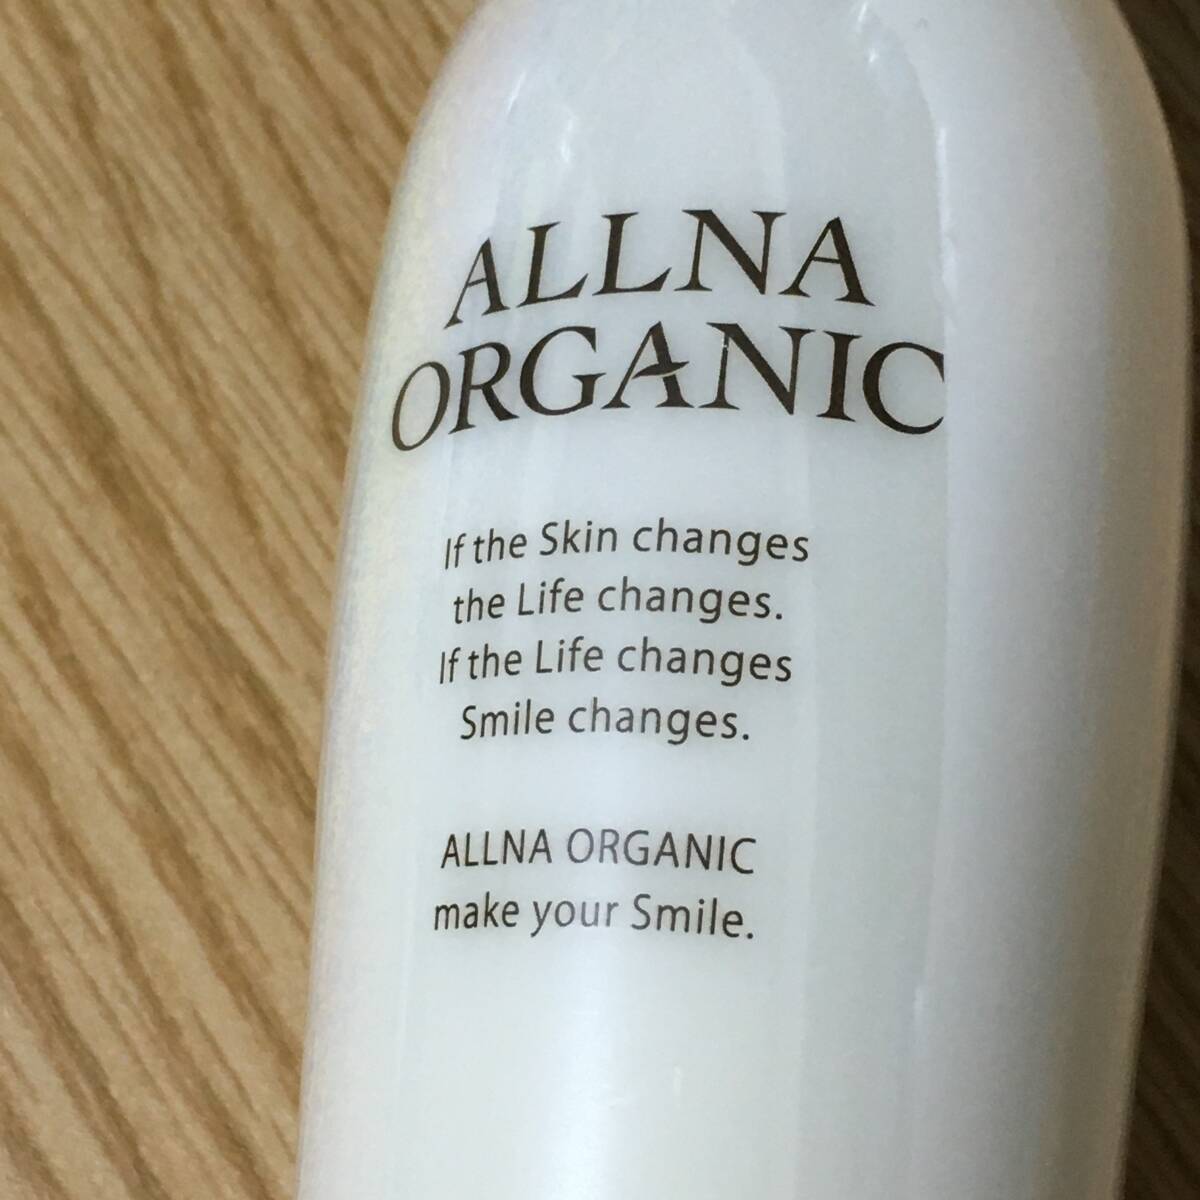 ALLNA
ORGANIC
If the Skin changes
the Life changes.
If the Life changes
Smile changes.
ALLNA ORGANIC
make your Smile.